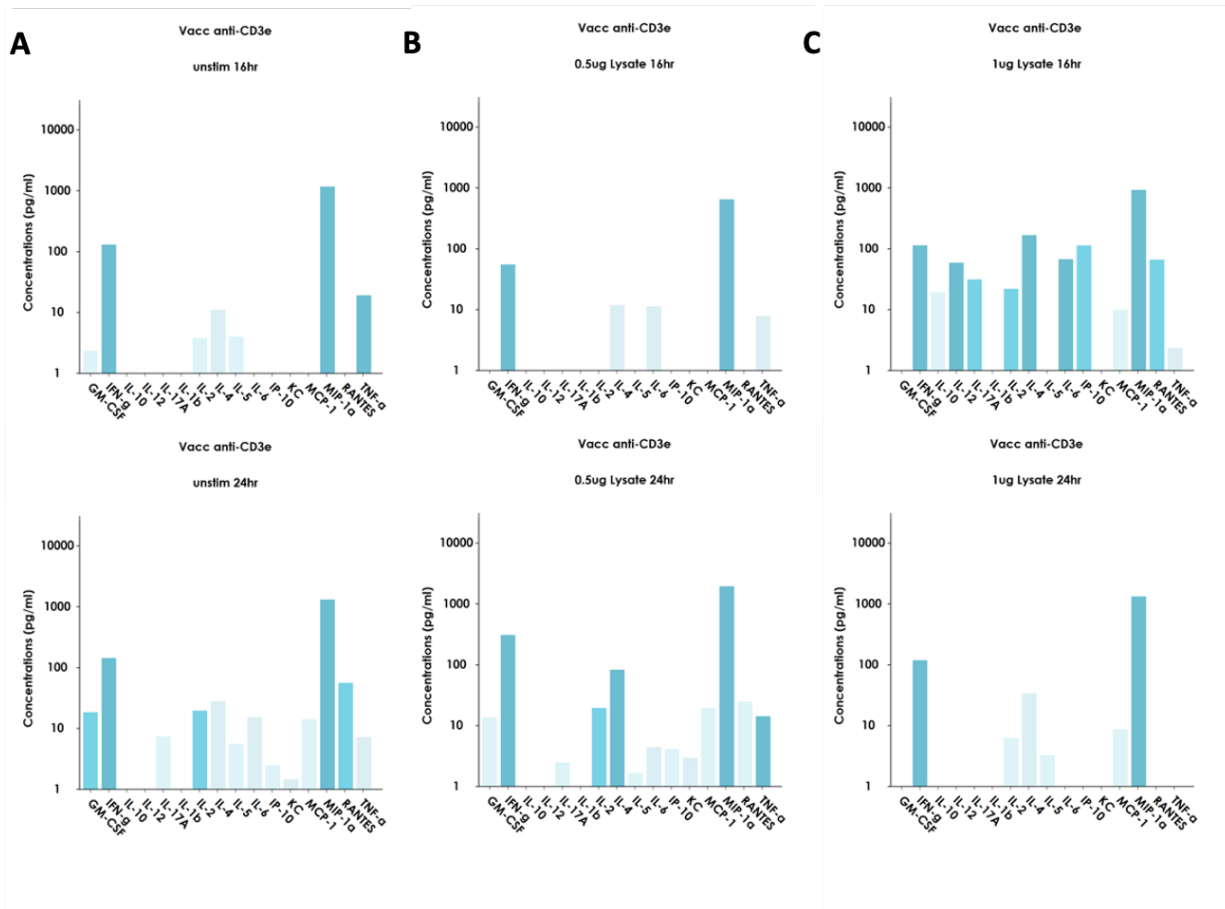 A
Vacc anti-CD3e
unstim 16hr
Concentrations (pg/ml)
10000
1000
100
10
1
GM-CSF IFN-g IL-10 IL-12 IL-17A IL-1b IL-2 IL-4 IL-5 IL-6 IP-10 KC MCP-1 MIP-1a RANTES TNF-a
B
Vacc anti-CD3e
0.5ug Lysate 16hr
Concentrations (pg/ml)
10000
1000
100
10
1
GM-CSF IFN-g IL-10 IL-12 IL-17A IL-1b IL-2 IL-4 IL-5 IL-6 IP-10 KC MCP-1 MIP-1a RANTES TNF-a
C
Vacc anti-CD3e
1ug Lysate 16hr
Concentrations (pg/ml)
10000
1000
100
10
1
GM-CSF IFN-g IL-10 IL-12 IL-17A IL-1b IL-2 IL-4 IL-5 IL-6 IP-10 KC MCP-1 MIP-1a RANTES TNF-a
Vacc anti-CD3e
unstim 24hr
Concentrations (pg/ml)
10000
1000
100
10
1
GM-CSF IFN-g IL-10 IL-12 IL-17A IL-1b IL-2 IL-4 IL-5 IL-6 IP-10 KC MCP-1 MIP-1a RANTES TNF-a
Vacc anti-CD3e
0.5ug Lysate 24hr
Concentrations (pg/ml)
10000
1000
100
10
1
GM-CSF IFN-g IL-10 IL-12 IL-17A IL-1b IL-2 IL-4 IL-5 IL-6 IP-10 KC MCP-1 MIP-1a RANTES TNF-a
Vacc anti-CD3e
1ug Lysate 24hr
Concentrations (pg/ml)
10000
1000
100
10
1
GM-CSF IFN-g IL-10 IL-12 IL-17A IL-1b IL-2 IL-4 IL-5 IL-6 IP-10 KC MCP-1 MIP-1a RANTES TNF-a